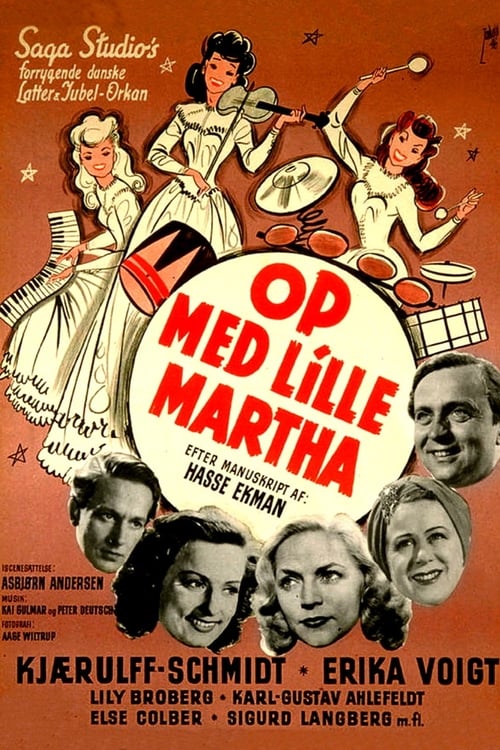 Saga Studio's
forrygende danske
Latter & Jubel-Orkan
OP
MED LILLE
MARTHA
EFTER MANUSKRIPT AF:
HASSE EKMAN
ISCENESÆTTELSE:
ASBJØRN ANDERSEN
MUSIK:
KAI GULMAR og PETER DEUTSCH
FOTOGRAFI:
AAGE WILTRUP
KJÆRULFF-SCHMIDT * ERIKA VOIGT
LILY BROBERG • KARL-GUSTAV AHLEFELDT
ELSE COLBER • SIGURD LANGBERG m.fl.